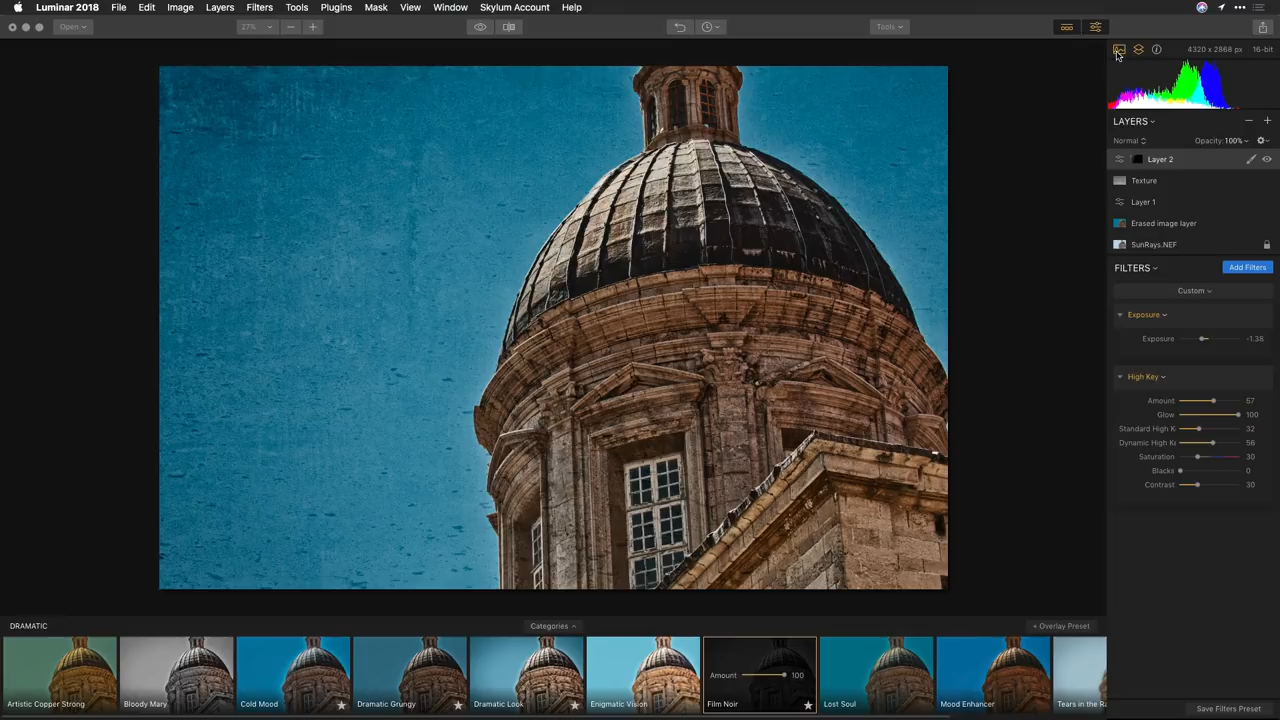 Luminar 2018 File Edit Image Layers Filters Tools Plugins Mask View Window Skylum Account Help
Open 27% Tools
4320 x 2868 px 16-bit
LAYERS
Normal Opacity: 100%
Layer 2
Texture
Layer 1
Erased image layer
SunRays.NEF
FILTERS Add Filters
Custom
Exposure
Exposure -1.38
High Key
Amount 57
Glow 100
Standard High K 32
Dynamic High Ke 56
Saturation 30
Blacks 0
Contrast 30
DRAMATIC Categories + Overlay Preset
Amount 100
Artistic Copper Strong Bloody Mary Cold Mood Dramatic Grungy Dramatic Look Enigmatic Vision Film Noir Lost Soul Mood Enhancer Tears in the Ra
Save Filters Preset